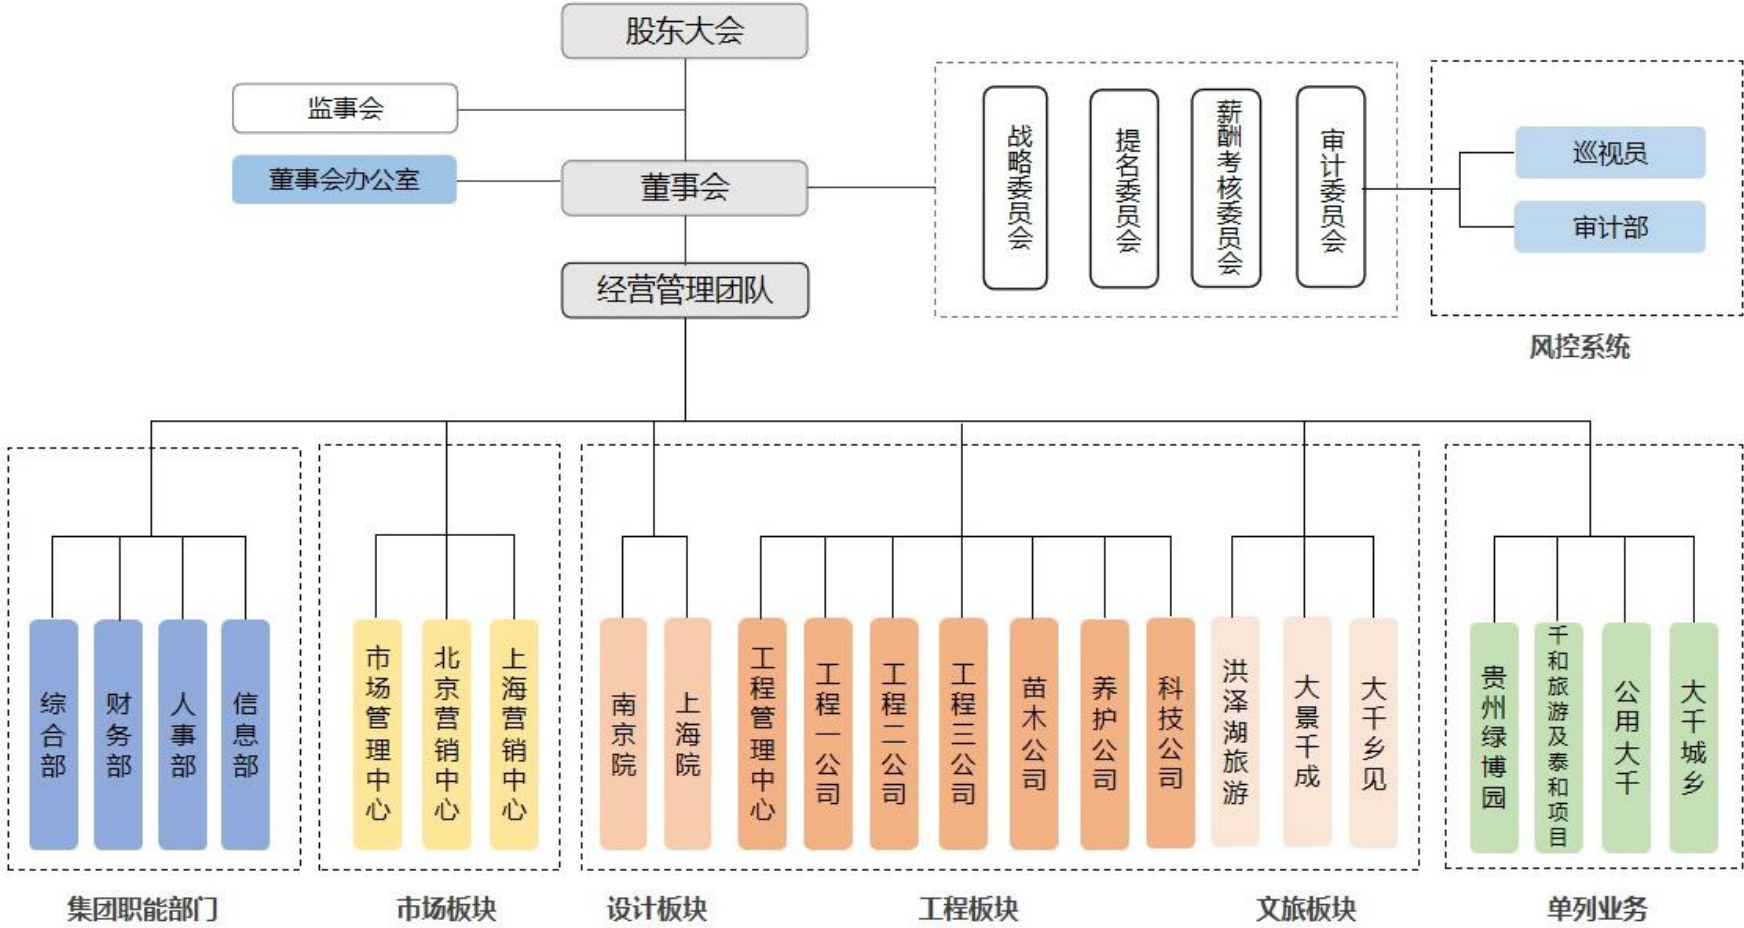 股东大会
监事会
董事会办公室
董事会
经营管理团队
战略委员会
提名委员会
薪酬考核委员会
审计委员会
巡视员
审计部
风控系统
综合部
财务部
人事部
信息部
市场管理中心
北京营销中心
上海营销中心
南京院
上海院
工程管理中心
工程一公司
工程二公司
工程三公司
苗木公司
养护公司
科技公司
洪泽湖旅游
大景千成
大千乡见
贵州绿博园
千和旅游及泰和项目
公用大千
大千城乡
集团职能部门
市场板块
设计板块
工程板块
文旅板块
单列业务